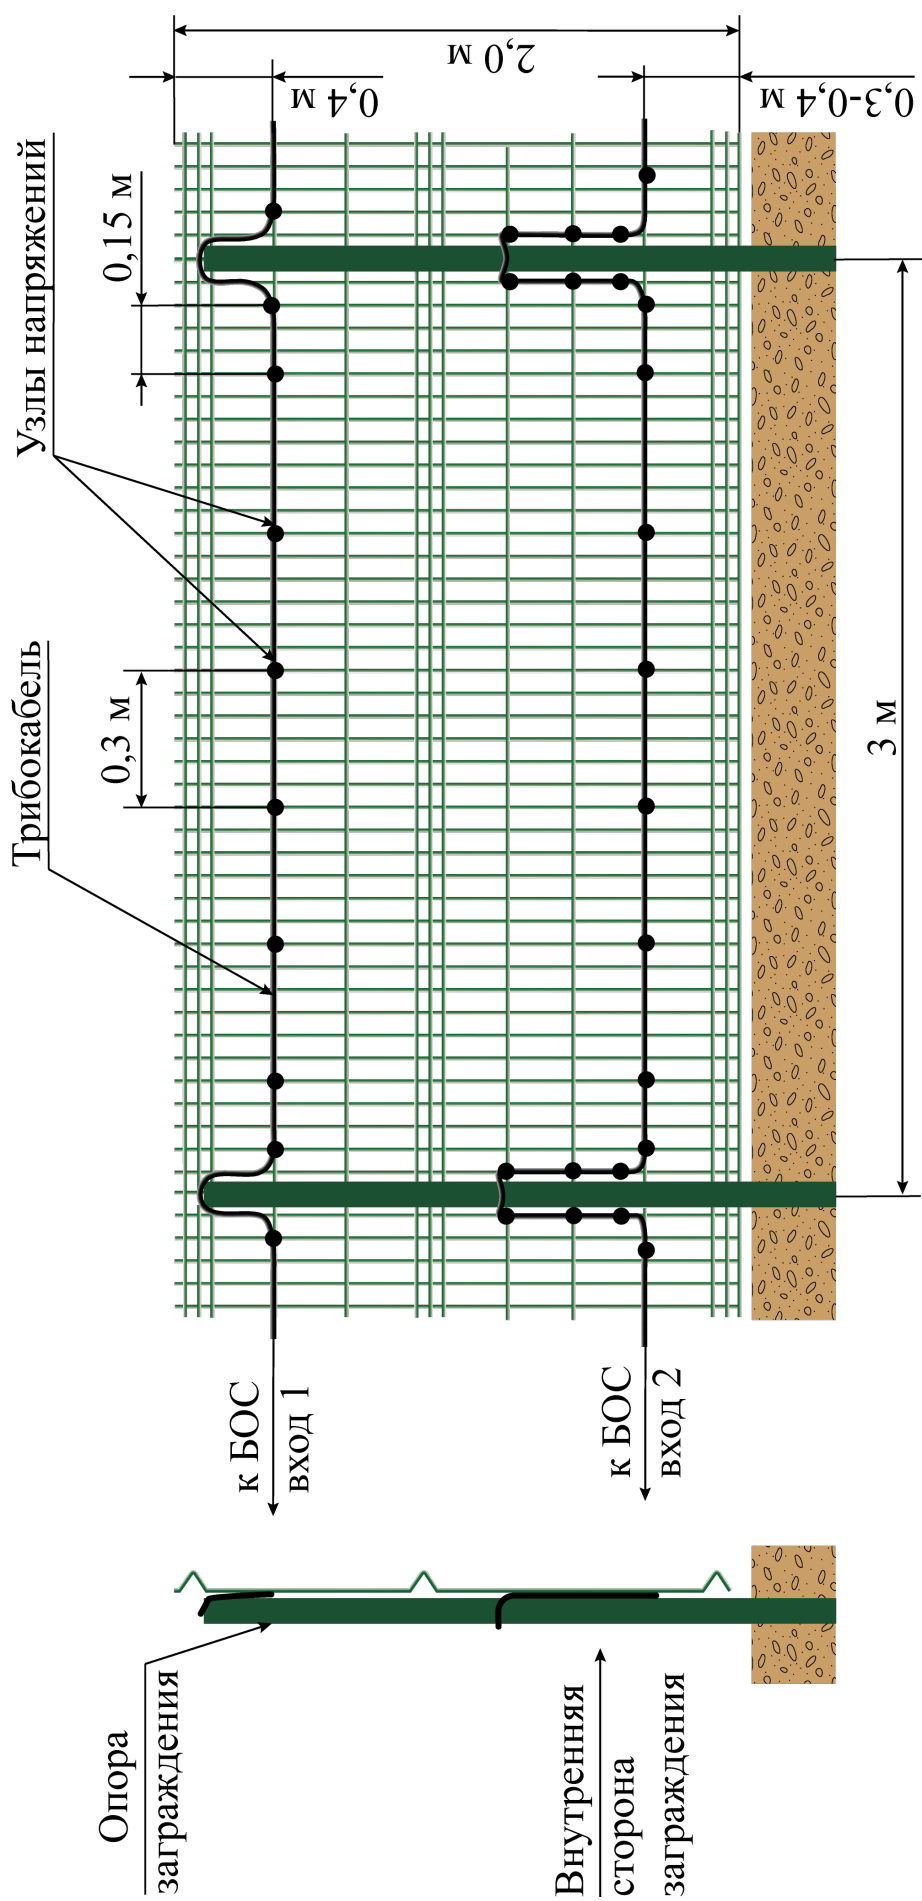 2,0 м
0,4 м
0,3-0,4 м
Узлы напряжений
0,15 м
Трибокабель
0,3 м
3 м
к БОС
вход 1
к БОС
вход 2
Опора
заграждения
Внутренняя
сторона
заграждения